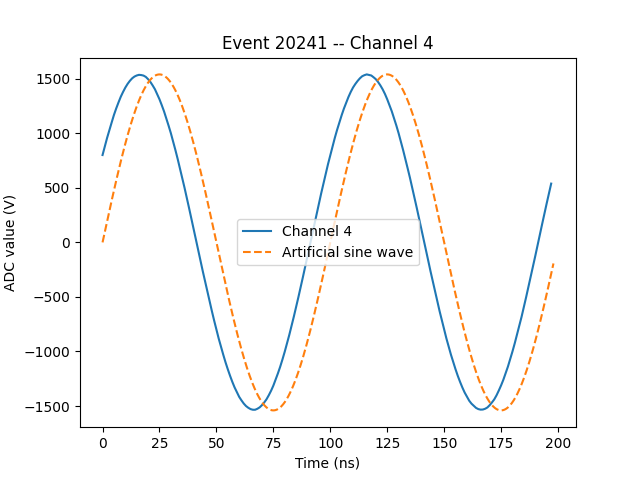 Event 20241 -- Channel 4
1500
1000
500
0
−500
−1000
−1500
ADC value (V)
Channel 4
Artificial sine wave
0 25 50 75 100 125 150 175 200
Time (ns)